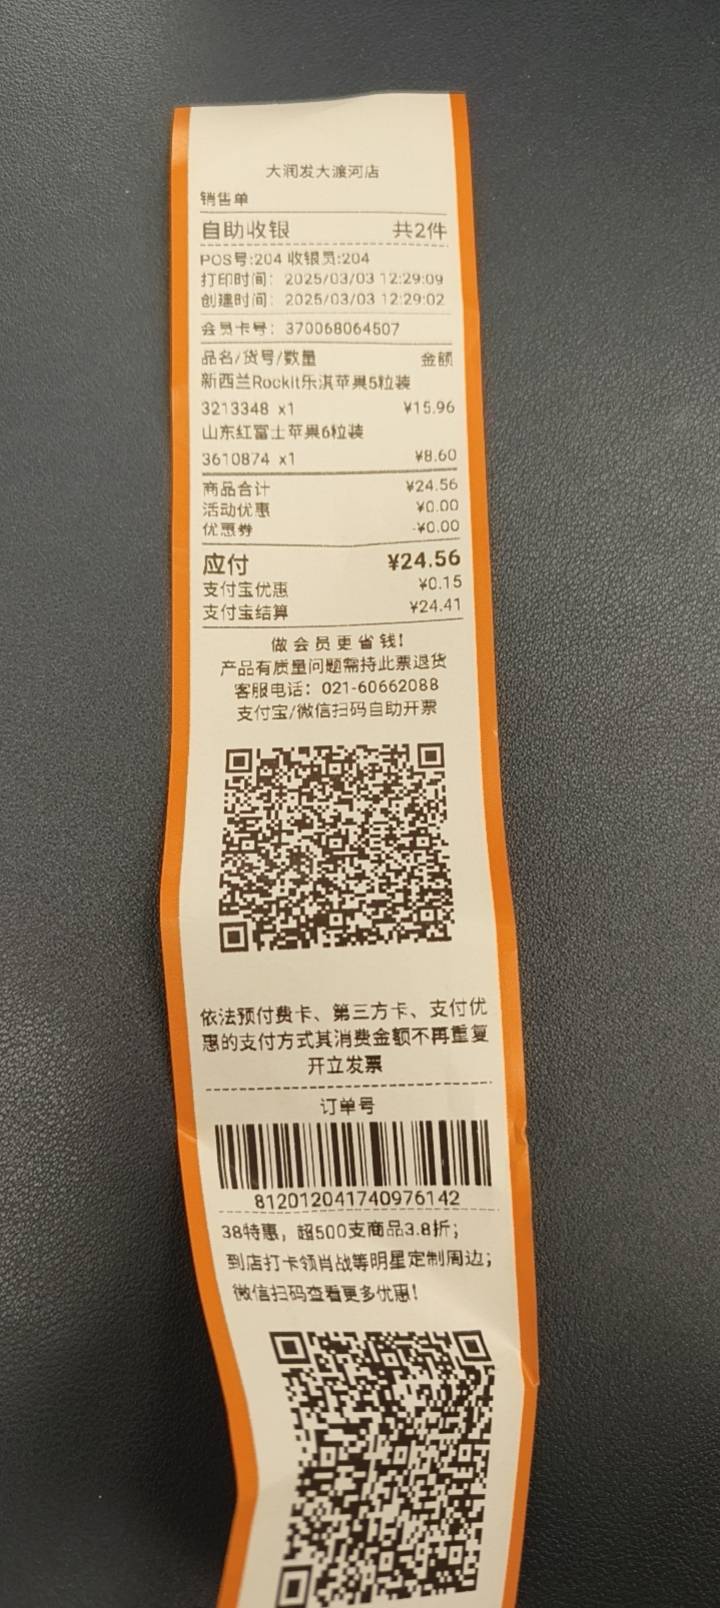 大润发大渡河店
销售单
自助收银 共2件
POS号:204 收银员:204
打印时间: 2025/03/03 12:29:09
创建时间: 2025/03/03 12:29:02
会员卡号: 370068064507
品名/货号/数量 金额
新西兰Rockit乐淇苹果5粒装
3213348 x1 ¥15.96
山东红富士苹果6粒装
3610874 x1 ¥8.60
商品合计 ¥24.56
活动优惠 ¥0.00
优惠券 -¥0.00
应付 ¥24.56
支付宝优惠 ¥0.15
支付宝结算 ¥24.41
做会员更省钱!
产品有质量问题需持此票退货
客服电话: 021-60662088
支付宝/微信扫码自助开票
依法预付费卡、第三方卡、支付优
惠的支付方式其消费金额不再重复
开立发票
订单号
812012041740976142
38特惠，超500支商品3.8折；
到店打卡领肖战等明星定制周边；
微信扫码查看更多优惠!